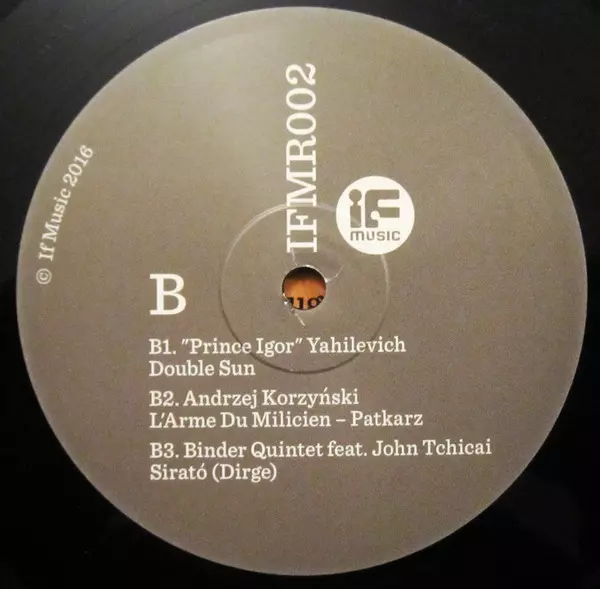 IFMR002
© If Music 2016
iF
MUSIC
B
B1. "Prince Igor" Yahilevich
Double Sun
B2. Andrzej Korzyński
L'Arme Du Milicien – Patkarz
B3. Binder Quintet feat. John Tchicai
Sirató (Dirge)